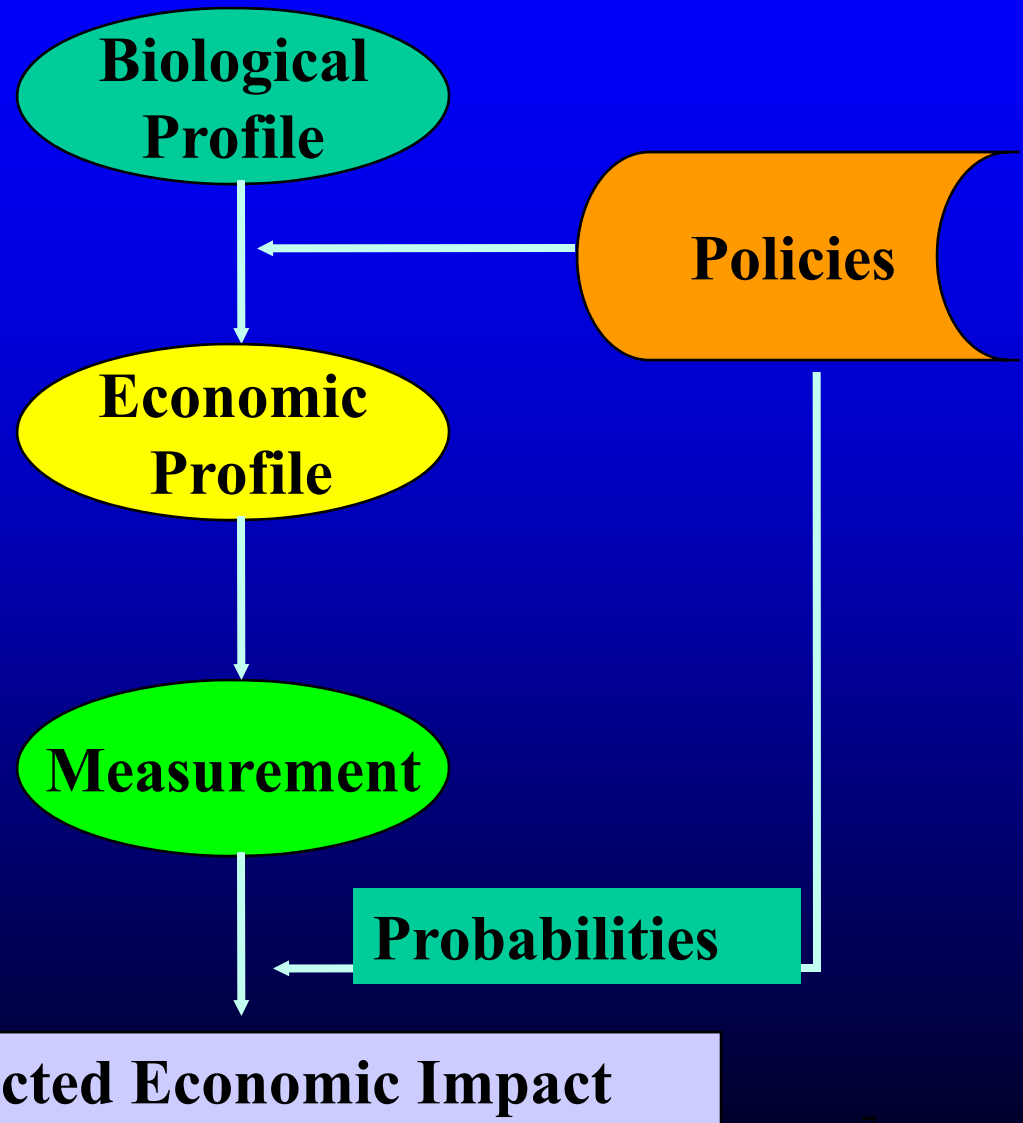 Biological
Profile
Policies
Economic
Profile
Measurement
Probabilities
cted Economic Impact